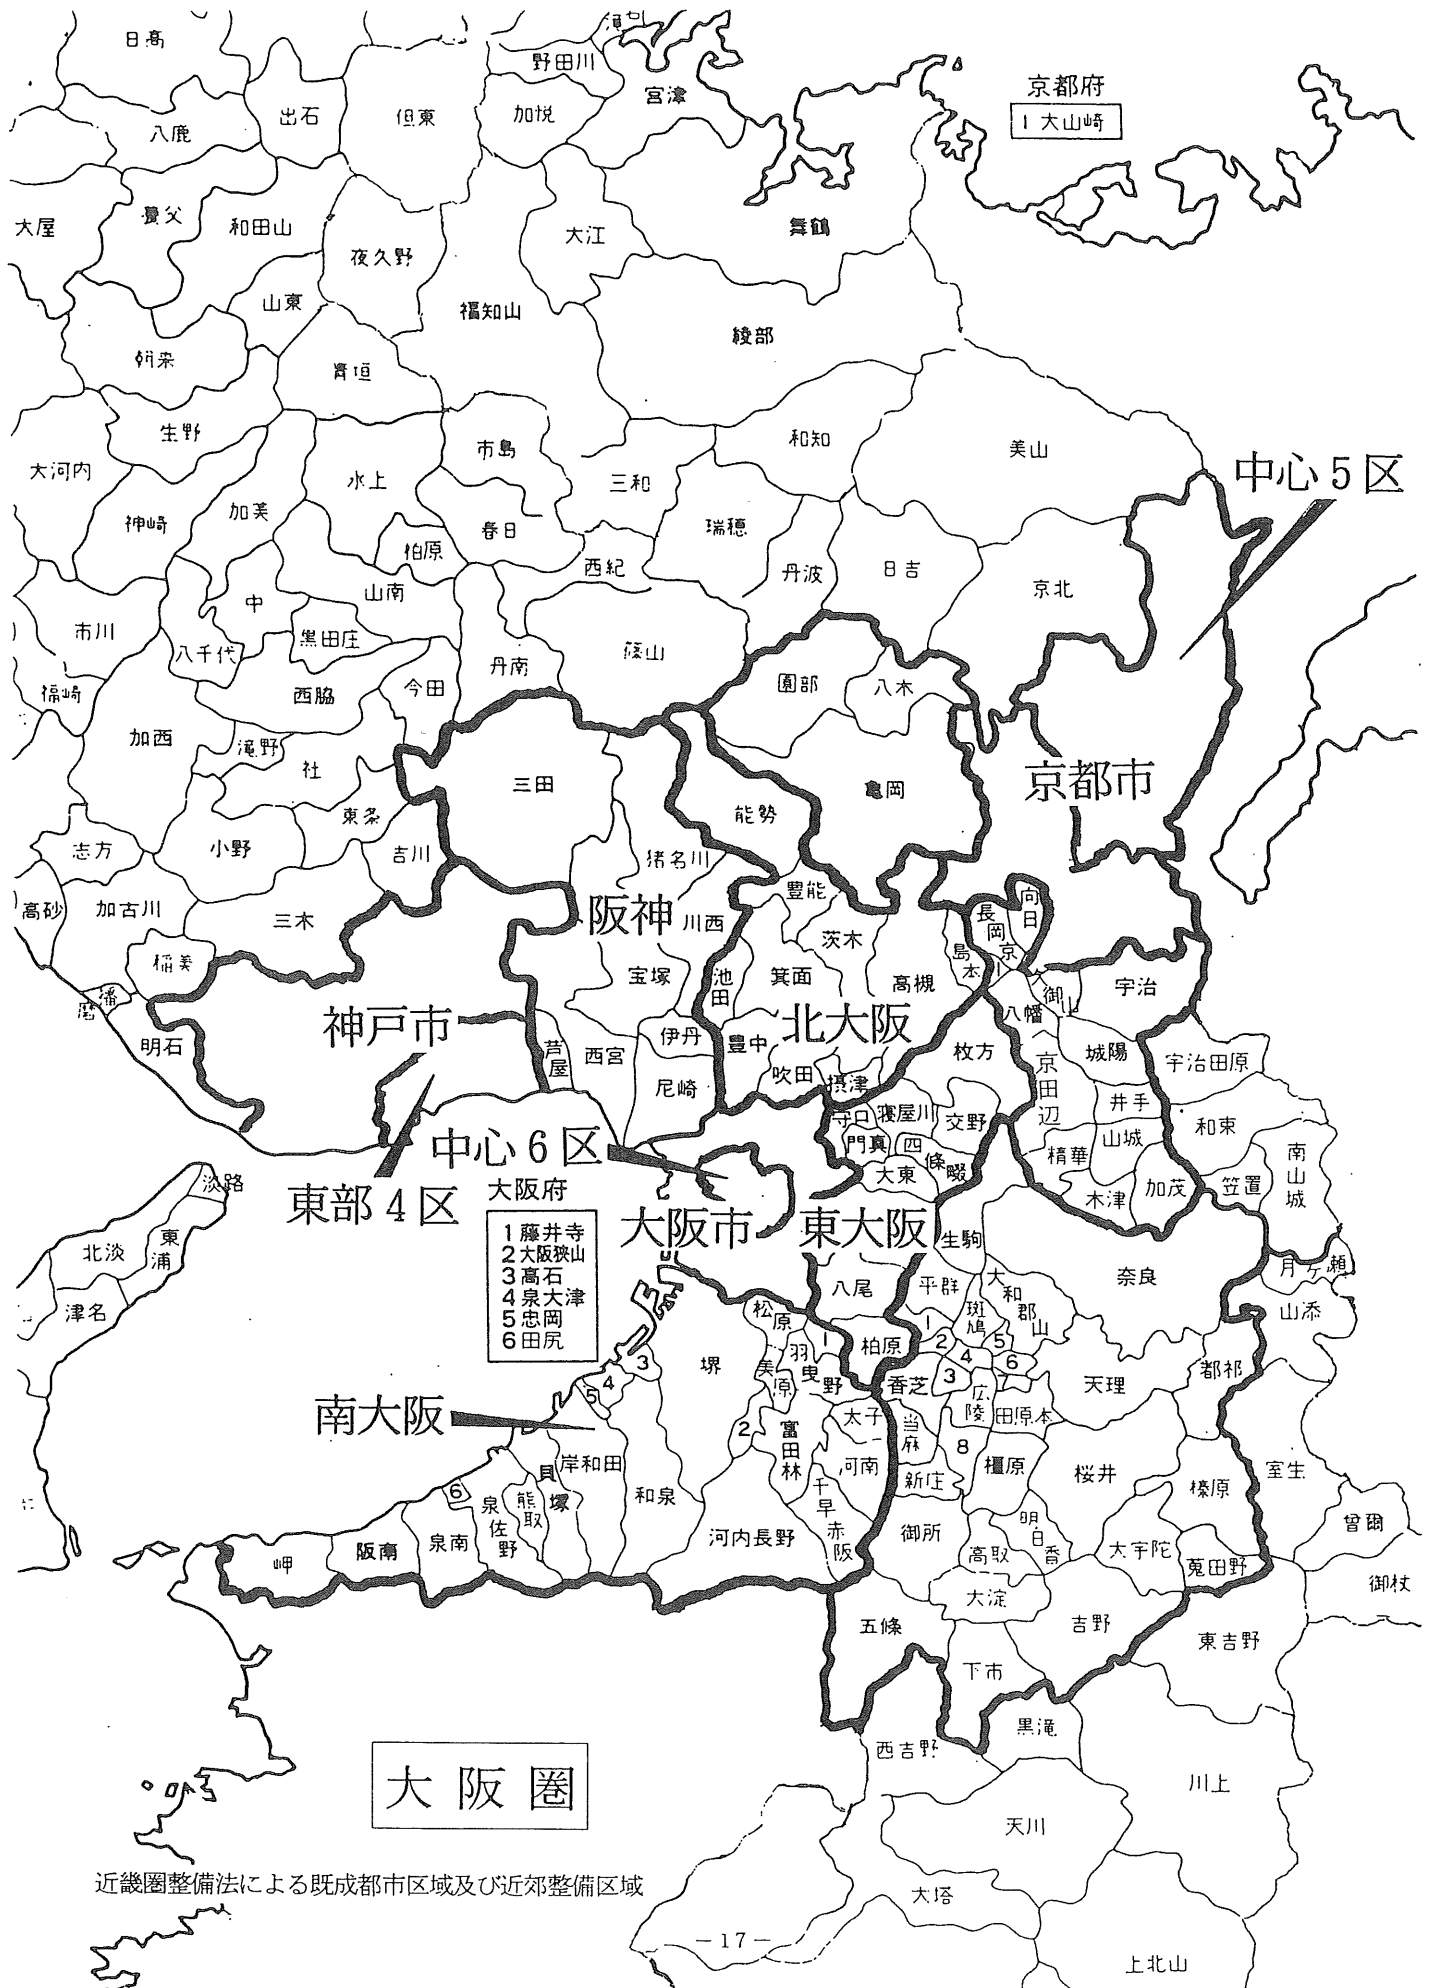 日高
野田川
宮津
京都府
1 大山崎
八鹿
出石
但東
加悦
大屋
養父
和田山
夜久野
大江
舞鶴
山東
福知山
綾部
朝来
青垣
生野
市島
和知
美山
中心5区
大河内
神崎
加美
氷上
三和
春日
瑞穂
柏原
西紀
丹波
日吉
京北
市川
中
山南
黒田庄
八千代
篠山
丹南
福崎
西脇
今田
園部
八木
加西
滝野
社
三田
京都市
亀岡
東条
能勢
志方
小野
吉川
猪名川
高砂
加古川
三木
阪神
川西
豊能
向日
長岡京
茨木
島本
1
稲美
宝塚
池田
箕面
高槻
久御山
宇治
播磨
神戸市
北大阪
八幡
明石
芦屋
西宮
伊丹
豊中
枚方
城陽
宇治田原
尼崎
吹田
摂津
京田辺
井手
守口
寝屋川
交野
和束
中心6区
門真
四條畷
山城
精華
南山城
大東
淡路
東部4区
大阪府
木津
加茂
笠置
1 藤井寺
2 大阪狭山
3 高石
4 泉大津
5 忠岡
6 田尻
大阪市
東大阪
生駒
北淡
東浦
奈良
月ヶ瀬
津名
八尾
平群
大和郡山
斑鳩
山添
松原
1
柏原
1
2
5
4
6
3
堺
美原
羽曳野
香芝
3
7
都祁
4
5
広陵
天理
南大阪
太子
当麻
田原本
2
富田林
8
岸和田
貝塚
河南
新庄
橿原
桜井
室生
6
泉佐野
熊取
和泉
千早赤阪
榛原
曽爾
岬
阪南
泉南
河内長野
御所
明日香
高取
大宇陀
菟田野
御杖
大淀
五條
吉野
東吉野
下市
黒滝
西吉野
大阪圏
川上
天川
近畿圏整備法による既成都市区域及び近郊整備区域
大塔
－17－
上北山